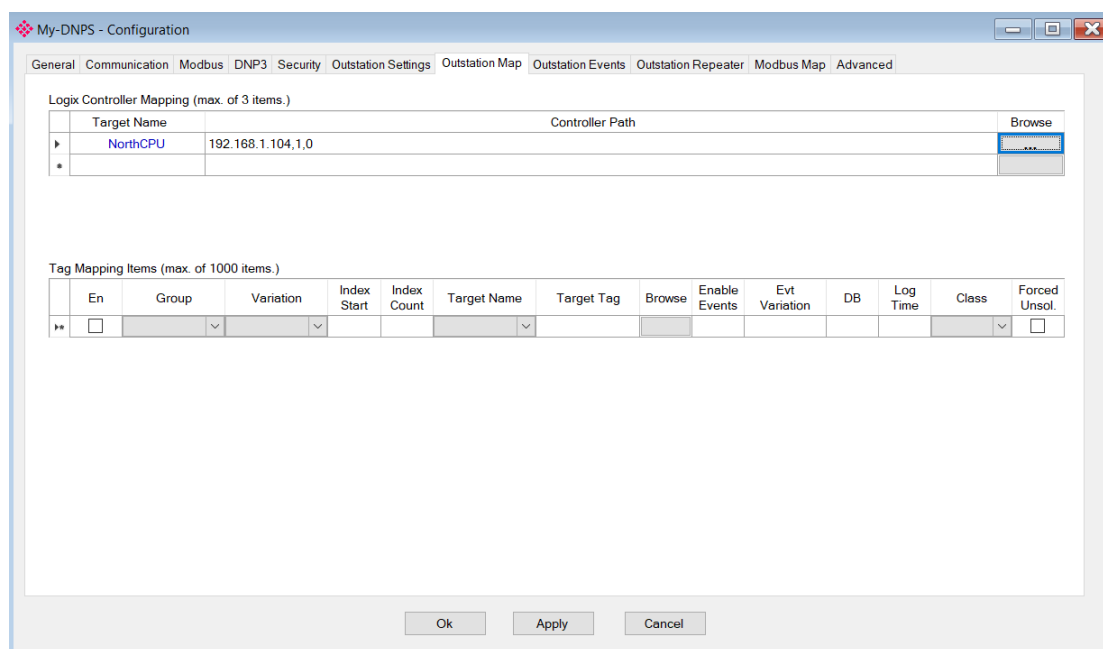 My-DNPS - Configuration
General Communication Modbus DNP3 Security Outstation Settings Outstation Map Outstation Events Outstation Repeater Modbus Map Advanced
Logix Controller Mapping (max. of 3 items.)
Target Name Controller Path Browse
NorthCPU 192.168.1.104,1,0 ...
Tag Mapping Items (max. of 1000 items.)
En Group Variation Index Start Index Count Target Name Target Tag Browse Enable Events Evt Variation DB Log Time Class Forced Unsol.
Ok Apply Cancel